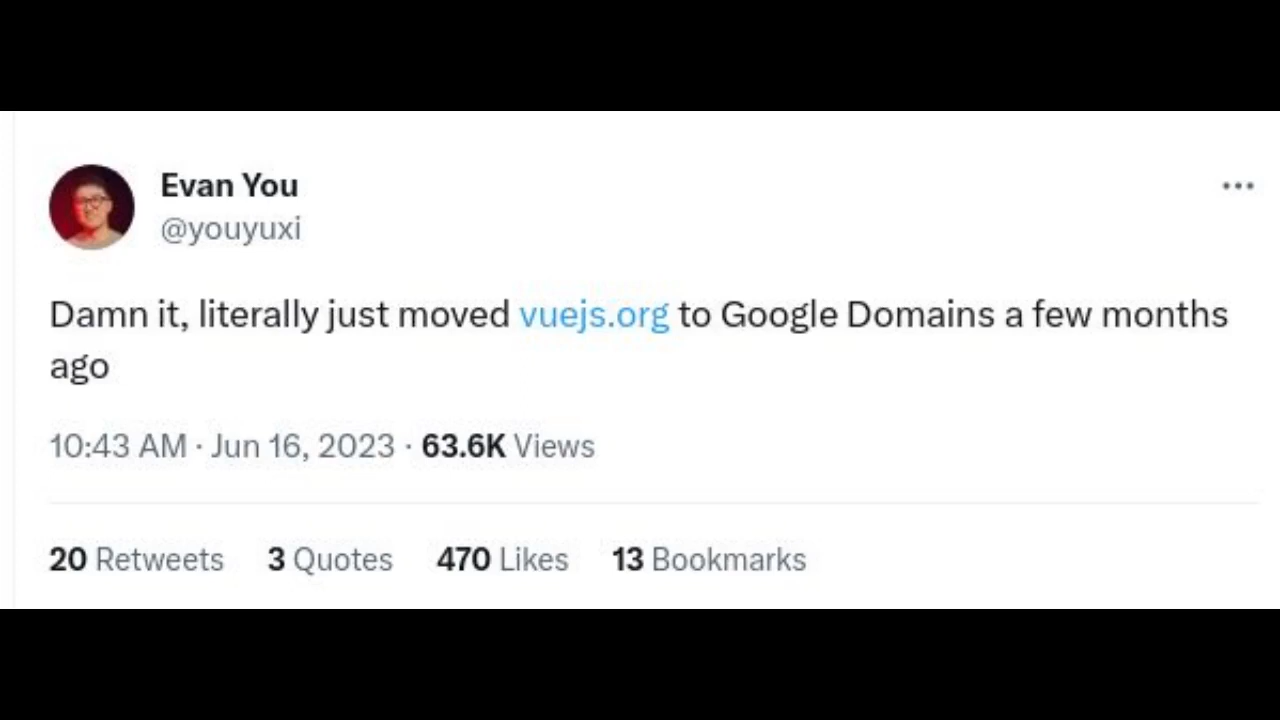 Evan You
@youyuxi
Damn it, literally just moved vuejs.org to Google Domains a few months
ago
10:43 AM · Jun 16, 2023 · 63.6K Views
20 Retweets 3 Quotes 470 Likes 13 Bookmarks